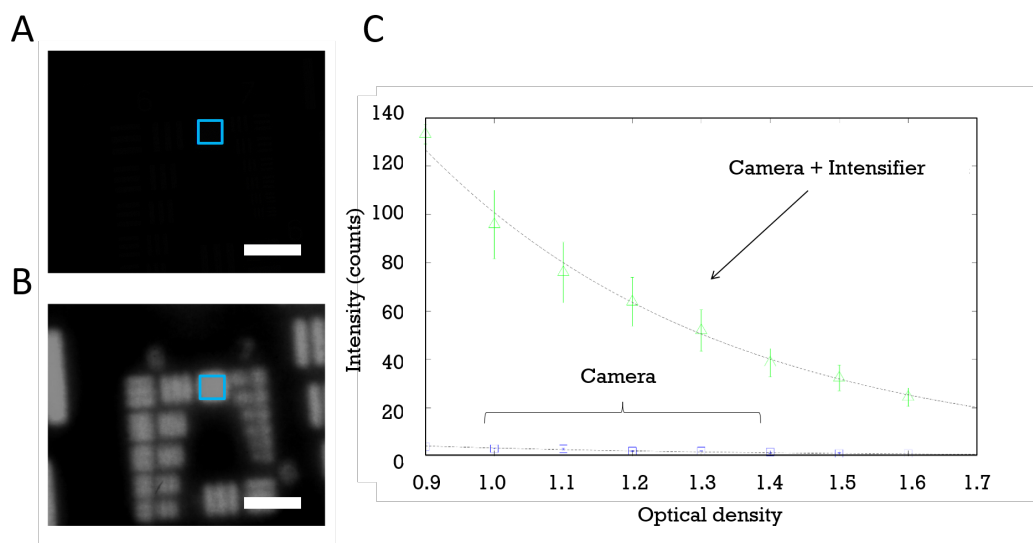 A
B
C
Intensity (counts)
140
120
100
80
60
40
20
0
Camera + Intensifier
Camera
0.9 1.0 1.1 1.2 1.3 1.4 1.5 1.6 1.7
Optical density